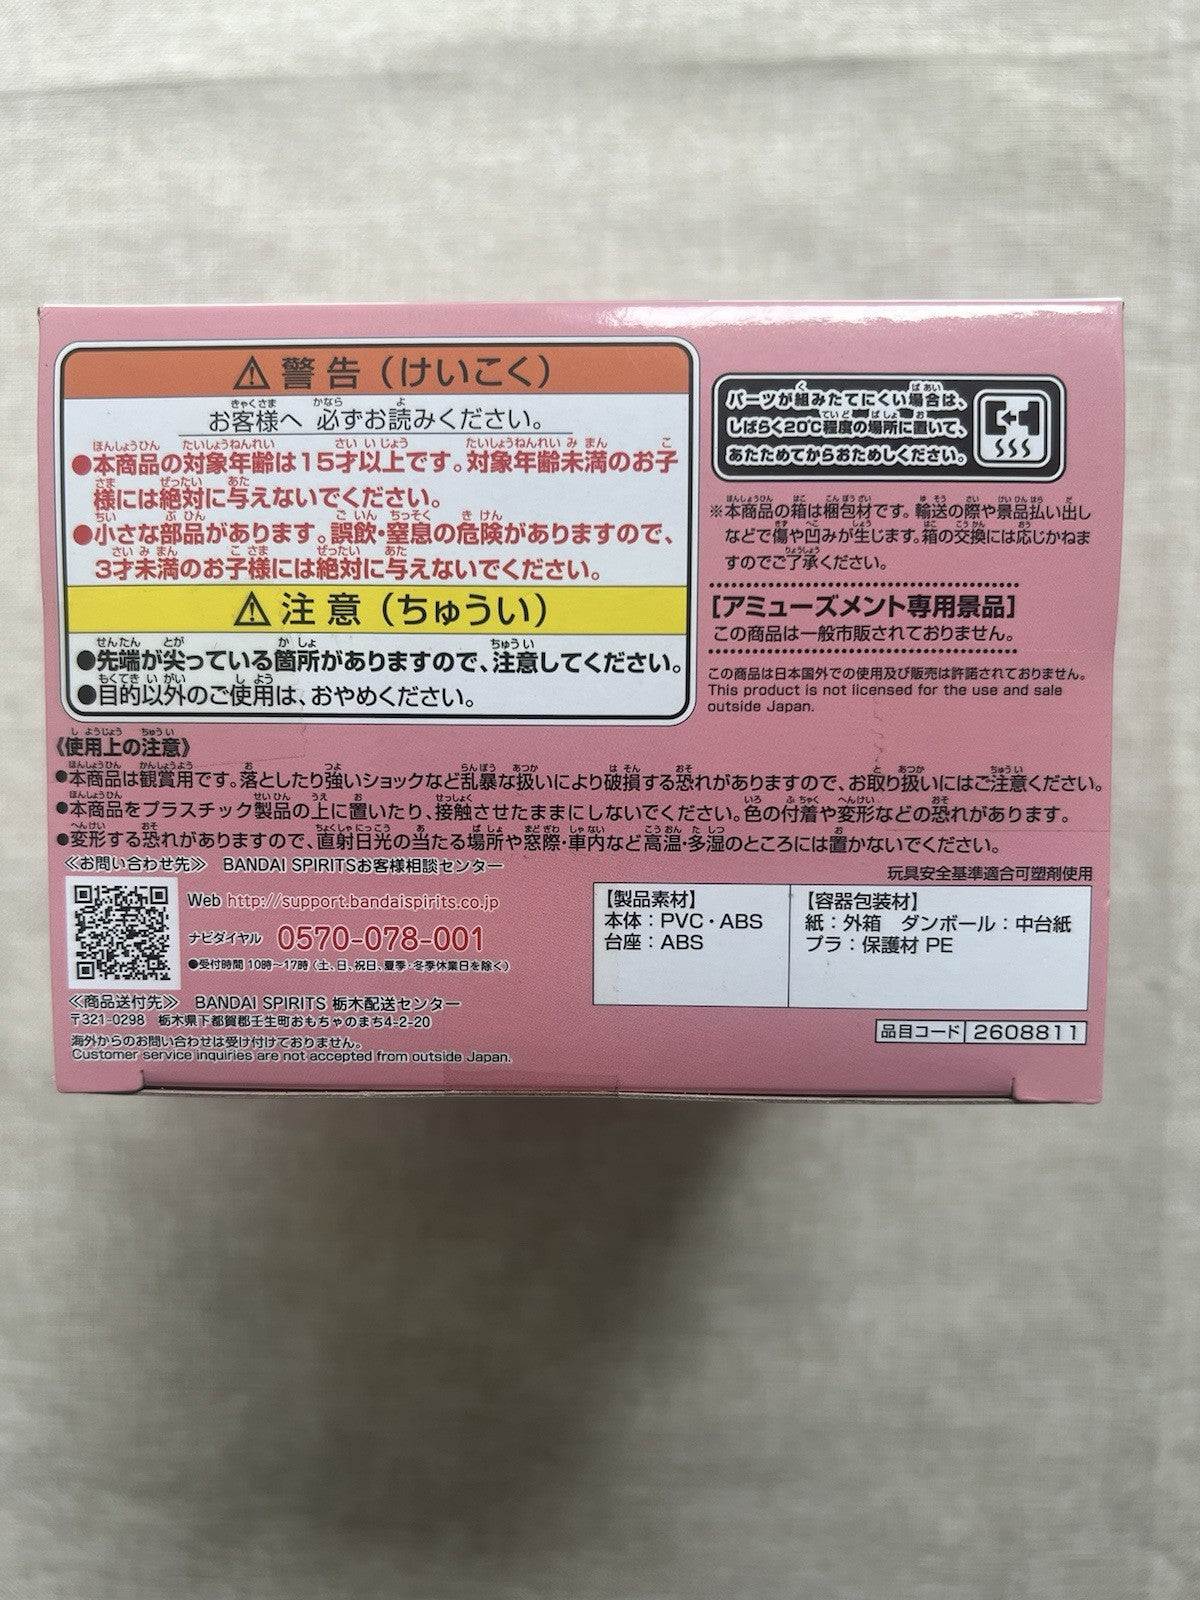 ⚠警告（けいこく）
お客様へ 必ずお読みください。
●本商品の対象年齢は15才以上です。対象年齢未満のお子
様には絶対に与えないでください。
●小さな部品があります。誤飲・窒息の危険がありますので、
3才未満のお子様には絶対に与えないでください。
⚠注意（ちゅうい）
●先端が尖っている箇所がありますので、注意してください。
●目的以外のご使用は、おやめください。
パーツが組みたてにくい場合は、
しばらく20℃程度の場所に置いて、
あたためてからおためしください。
※本商品の箱は梱包材です。輸送の際や景品払い出し
などで傷や凹みが生じます。箱の交換には応じかねま
すのでご了承ください。
[アミューズメント専用景品]
この商品は一般市販されておりません。
この商品は日本国外での使用及び販売は許諾されておりません。
This product is not licensed for the use and sale
outside Japan.
《使用上の注意》
●本商品は観賞用です。落としたり強いショックなど乱暴な扱いにより破損する恐れがありますので、お取り扱いにはご注意ください。
●本商品をプラスチック製品の上に置いたり、接触させたままにしないでください。色の付着や変形などの恐れがあります。
●変形する恐れがありますので、直射日光の当たる場所や窓際・車内など高温・多湿のところには置かないでください。
≪お問い合わせ先≫ BANDAI SPIRITSお客様相談センター
Web http://support.bandaispirits.co.jp
ナビダイヤル 0570-078-001
●受付時間 10時～17時（土、日、祝日、夏季・冬季休業日を除く）
≪商品送付先≫ BANDAI SPIRITS 栃木配送センター
〒321-0298 栃木県下都賀郡壬生町おもちゃのまち4-2-20
海外からのお問い合わせは受け付けておりません。
Customer service inquiries are not accepted from outside Japan.
玩具安全基準適合可塑剤使用
【製品素材】
本体：PVC・ABS
台座：ABS
【容器包装材】
紙：外箱 ダンボール：中台紙
プラ：保護材 PE
品目コード 2608811